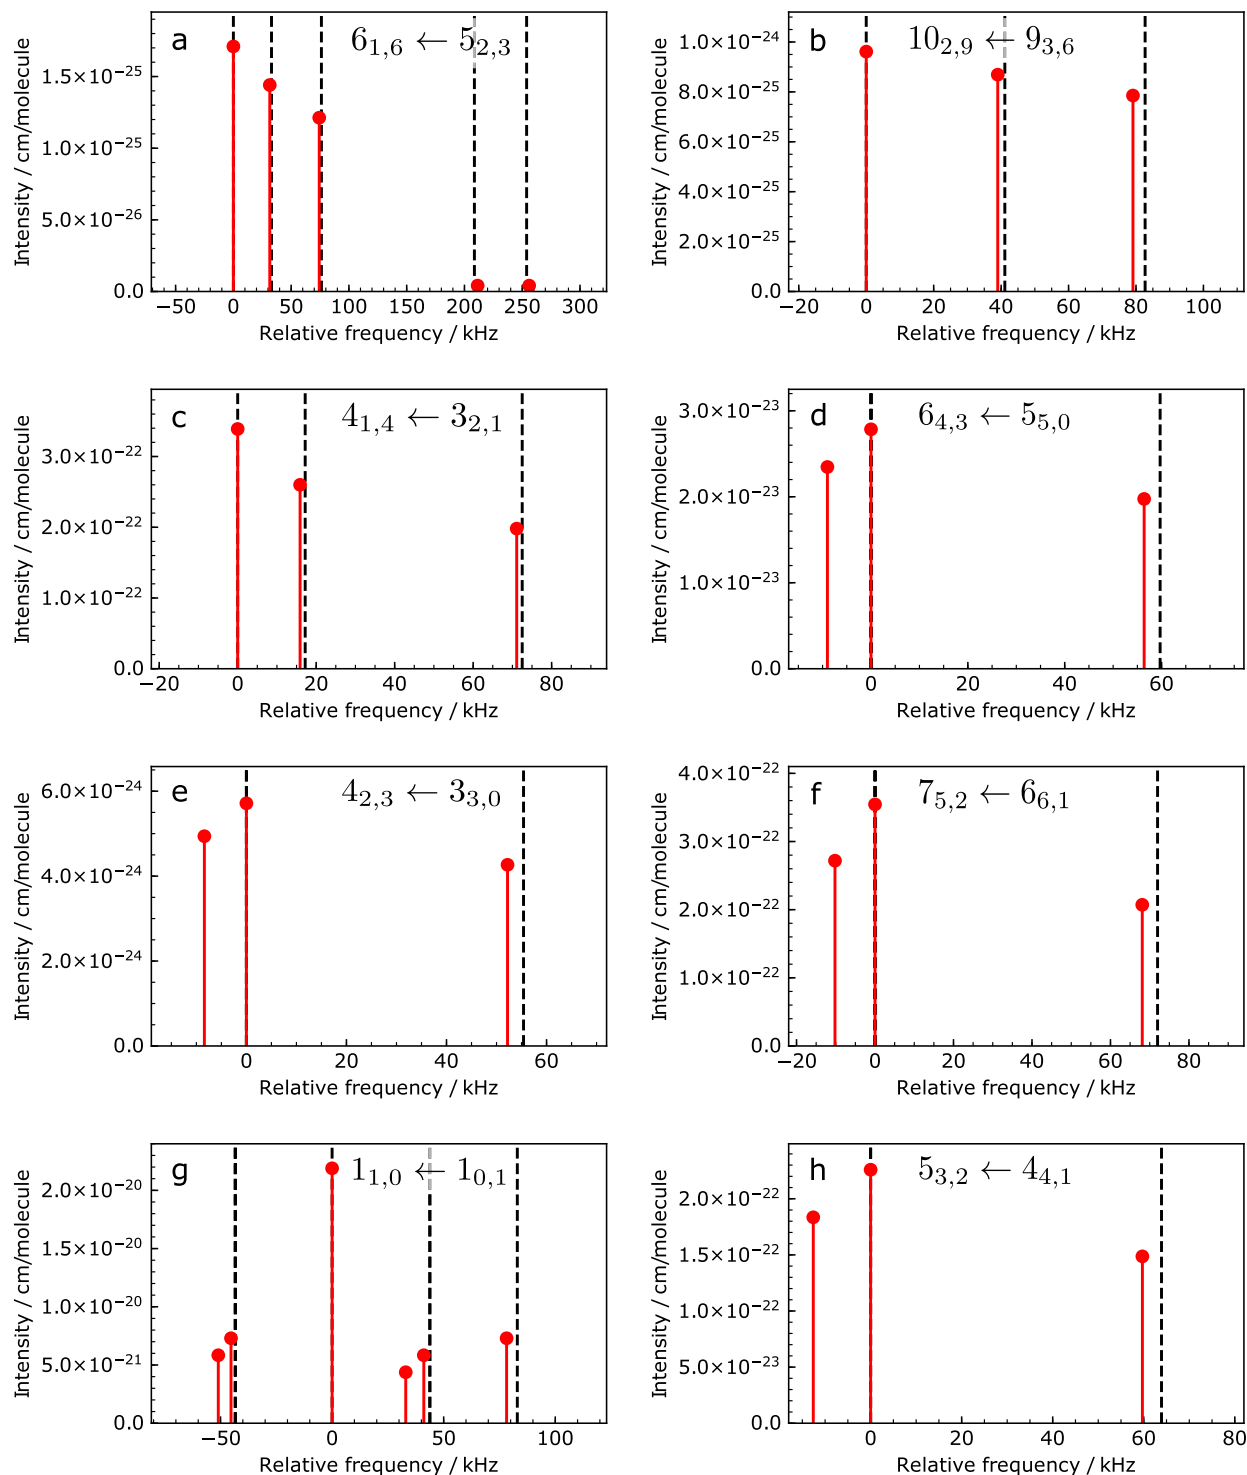 a
6_{1,6} ← 5_{2,3}
Intensity / cm/molecule
1.5×10^{−25}
1.0×10^{−25}
5.0×10^{−26}
0.0
−50 0 50 100 150 200 250 300
Relative frequency / kHz
b
10_{2,9} ← 9_{3,6}
Intensity / cm/molecule
1.0×10^{−24}
8.0×10^{−25}
6.0×10^{−25}
4.0×10^{−25}
2.0×10^{−25}
0.0
−20 0 20 40 60 80 100
Relative frequency / kHz
c
4_{1,4} ← 3_{2,1}
Intensity / cm/molecule
3.0×10^{−22}
2.0×10^{−22}
1.0×10^{−22}
0.0
−20 0 20 40 60 80
Relative frequency / kHz
d
6_{4,3} ← 5_{5,0}
Intensity / cm/molecule
3.0×10^{−23}
2.0×10^{−23}
1.0×10^{−23}
0.0
0 20 40 60
Relative frequency / kHz
e
4_{2,3} ← 3_{3,0}
Intensity / cm/molecule
6.0×10^{−24}
4.0×10^{−24}
2.0×10^{−24}
0.0
0 20 40 60
Relative frequency / kHz
f
7_{5,2} ← 6_{6,1}
Intensity / cm/molecule
4.0×10^{−22}
3.0×10^{−22}
2.0×10^{−22}
1.0×10^{−22}
0.0
−20 0 20 40 60 80
Relative frequency / kHz
g
1_{1,0} ← 1_{0,1}
Intensity / cm/molecule
2.0×10^{−20}
1.5×10^{−20}
1.0×10^{−20}
5.0×10^{−21}
0.0
−50 0 50 100
Relative frequency / kHz
h
5_{3,2} ← 4_{4,1}
Intensity / cm/molecule
2.0×10^{−22}
1.5×10^{−22}
1.0×10^{−22}
5.0×10^{−23}
0.0
0 20 40 60 80
Relative frequency / kHz